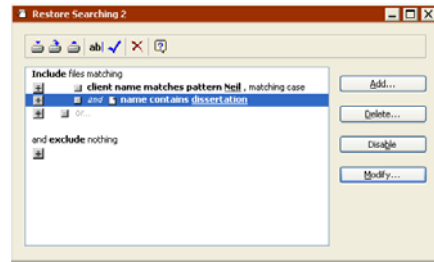 Restore Searching 2
ab|
Include files matching
client name matches pattern Neil , matching case
and name contains dissertation
or...
and exclude nothing
Add...
Delete...
Disable
Modify...